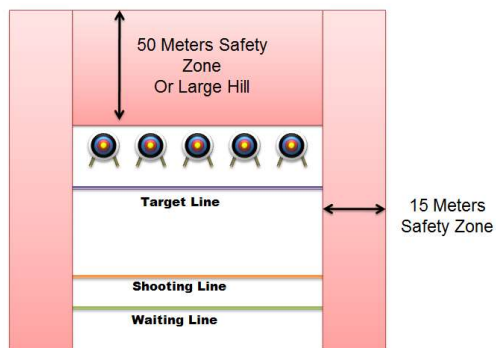 50 Meters Safety
Zone
Or Large Hill
Target Line
15 Meters
Safety Zone
Shooting Line
Waiting Line